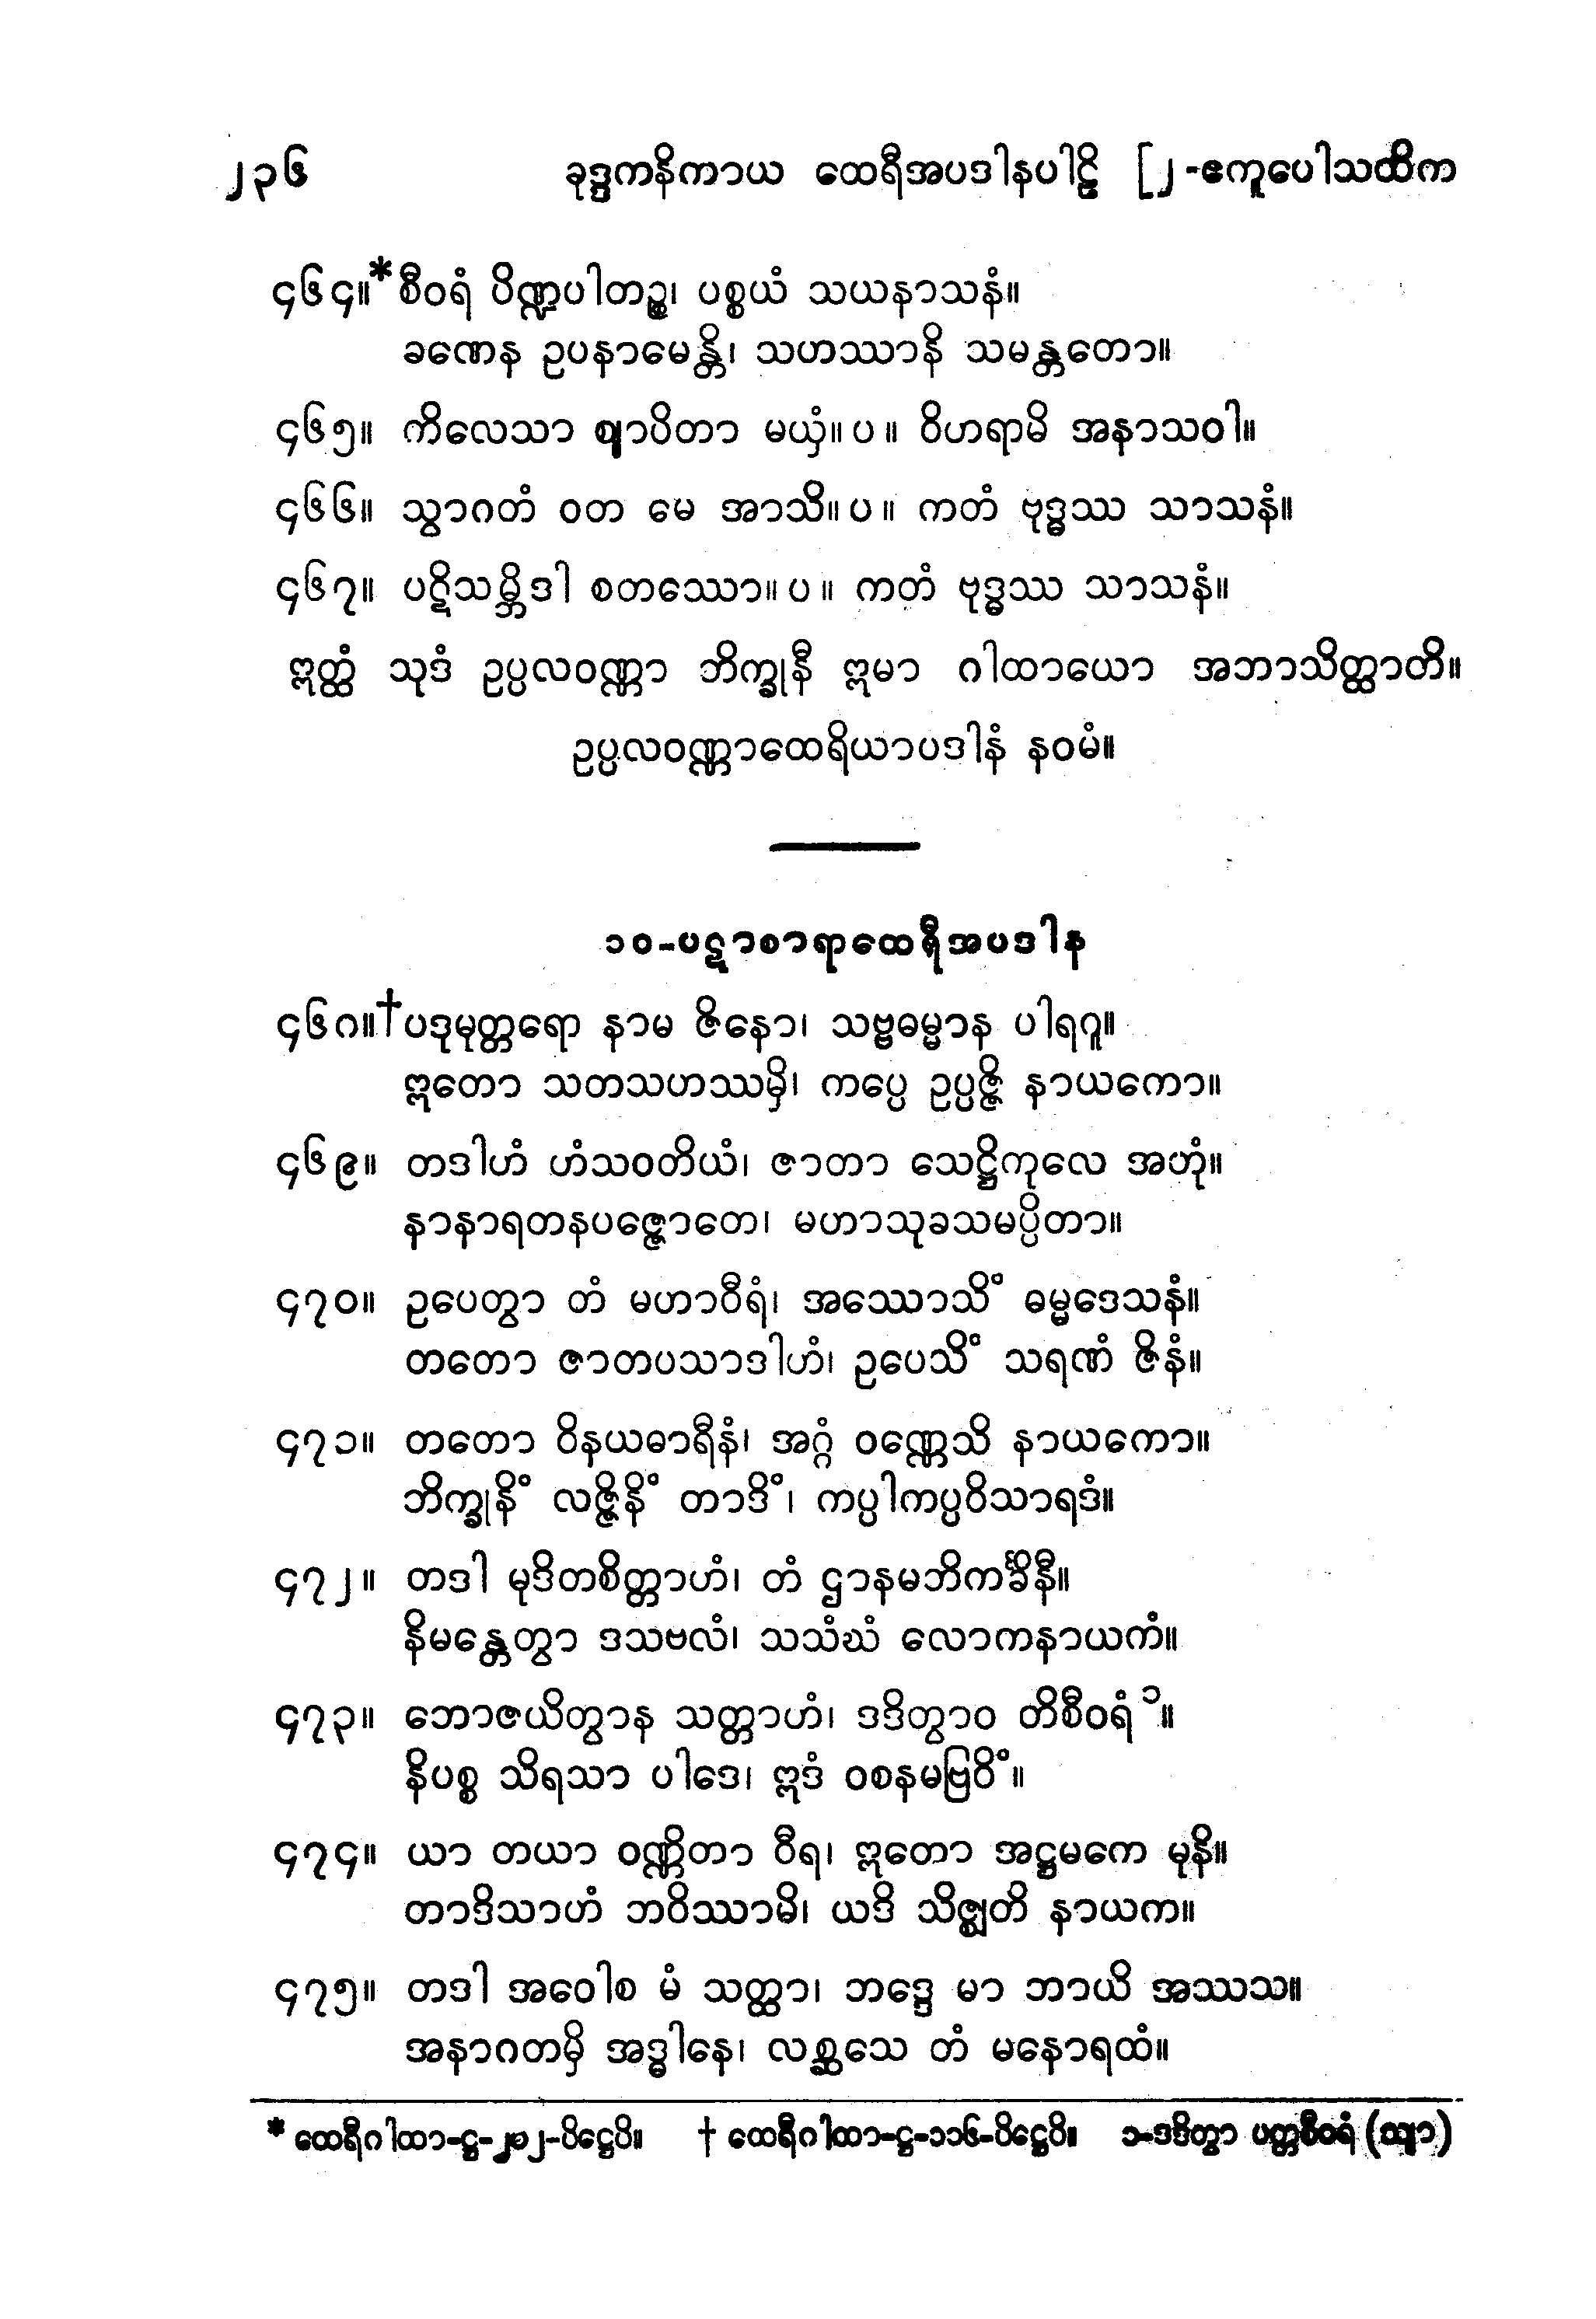 ၂၃၆ ခုဒ္ဒကနိကာယ ထေရီအပဒါနပါဠိ [၂-ဧကူပေါသထိက
၄၆၄။*စီဝရံ ပိဏ္ဍပါတဉ္စ၊ ပစ္စယံ သယနာသနံ။
ခဏေန ဥပနာမေန္တိ၊ သဟဿာနိ သမန္တတော။
၄၆၅။ ကိလေသာ ဈာပိတာ မယှံ။ပ။ ဝိဟရာမိ အနာသဝါ။
၄၆၆။ သွာဂတံ ဝတ မေ အာသိ။ပ။ ကတံ ဗုဒ္ဓဿ သာသနံ။
၄၆၇။ ပဋိသမ္ဘိဒါ စတဿော။ပ။ ကတံ ဗုဒ္ဓဿ သာသနံ။
ဣတ္ထံ သုဒံ ဥပ္ပလဝဏ္ဏာ ဘိက္ခုနီ ဣမာ ဂါထာယော အဘာသိတ္ထာတိ။
ဥပ္ပလဝဏ္ဏာထေရိယာပဒါနံ နဝမံ။
၁၀-ပဋာစာရာထေရီအပဒါန
၄၆၈။†ပဒုမုတ္တရော နာမ ဇိနော၊ သဗ္ဗဓမ္မာန ပါရဂူ။
ဣတော သတသဟဿမှိ၊ ကပ္ပေ ဥပ္ပဇ္ဇိ နာယကော။
၄၆၉။ တဒါဟံ ဟံသဝတိယံ၊ ဇာတာ သေဋ္ဌိကုလေ အဟုံ။
နာနာရတနပဇ္ဇောတေ၊ မဟာသုခသမပ္ပိတာ။
၄၇၀။ ဥပေတွာ တံ မဟာဝီရံ၊ အဿောသိံ ဓမ္မဒေသနံ။
တတော ဇာတပသာဒါဟံ၊ ဥပေသိံ သရဏံ ဇိနံ။
၄၇၁။ တတော ဝိနယဓာရီနံ၊ အဂ္ဂံ ဝဏ္ဏေသိ နာယကော။
ဘိက္ခုနိံ လဇ္ဇိနိံ တာဒိံ၊ ကပ္ပါကပ္ပဝိသာရဒံ။
၄၇၂။ တဒါ မုဒိတစိတ္တာဟံ၊ တံ ဌာနမဘိကင်္ခိနီ။
နိမန္တေတွာ ဒသဗလံ၊ သသံဃံ လောကနာယကံ။
၄၇၃။ ဘောဇယိတွာန သတ္တာဟံ၊ ဒဒိတွာဝ တိစီဝရံ၁။
နိပစ္စ သိရသာ ပါဒေ၊ ဣဒံ ဝစနမဗြဝိံ။
၄၇၄။ ယာ တယာ ဝဏ္ဏိတာ ဝီရ၊ ဣတော အဋ္ဌမကေ မုနိ။
တာဒိသာဟံ ဘဝိဿာမိ၊ ယဒိ သိဇ္ဈတိ နာယက။
၄၇၅။ တဒါ အဝေါစ မံ သတ္ထာ၊ ဘဒ္ဒေ မာ ဘာယိ အဿသ။
အနာဂတမှိ အဒ္ဓါနေ၊ လစ္ဆသေ တံ မနောရထံ။
* ထေရီဂါထာ-ဋ္ဌ- -ပိဋ္ဌေပိ။ † ထေရီဂါထာ-ဋ္ဌ-၁၁၆-ပိဋ္ဌေပိ။ ၁-ဒဒိတွာ ပတ္တစီဝရံ (သျာ)